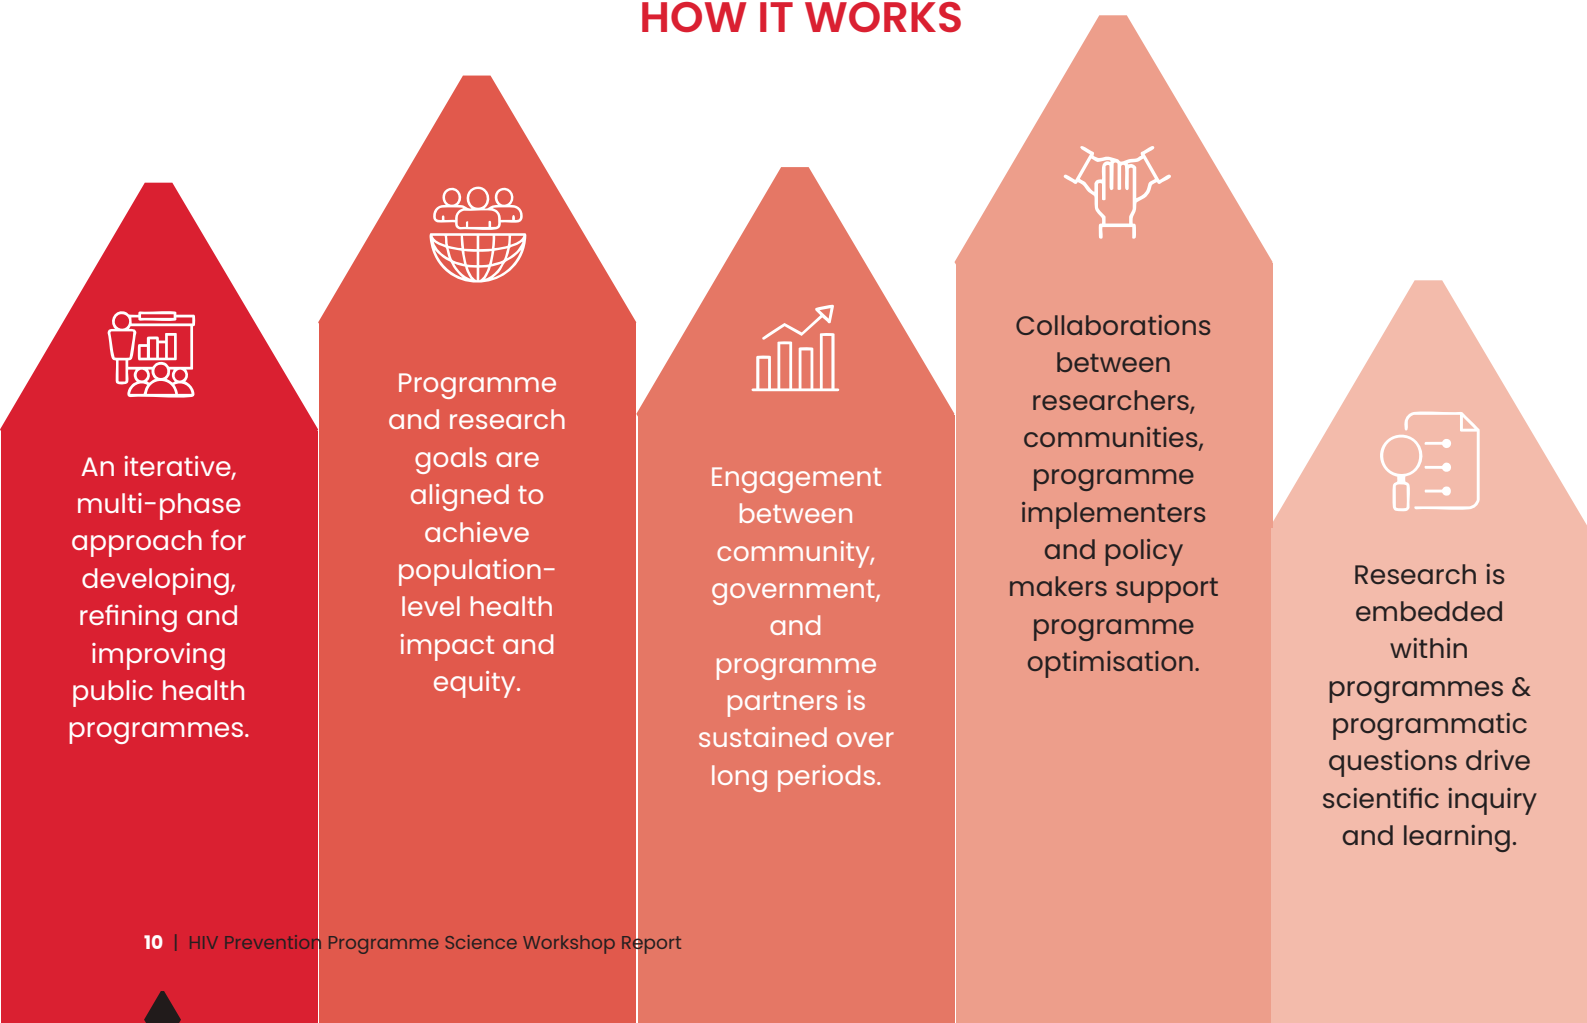 HOW IT WORKS
An iterative,
multi-phase
approach for
developing,
refining and
improving
public health
programmes.
Programme
and research
goals are
aligned to
achieve
population-
level health
impact and
equity.
Engagement
between
community,
government,
and
programme
partners is
sustained over
long periods.
Collaborations
between
researchers,
communities,
programme
implementers
and policy
makers support
programme
optimisation.
Research is
embedded
within
programmes &
programmatic
questions drive
scientific inquiry
and learning.
10 | HIV Prevention Programme Science Workshop Report